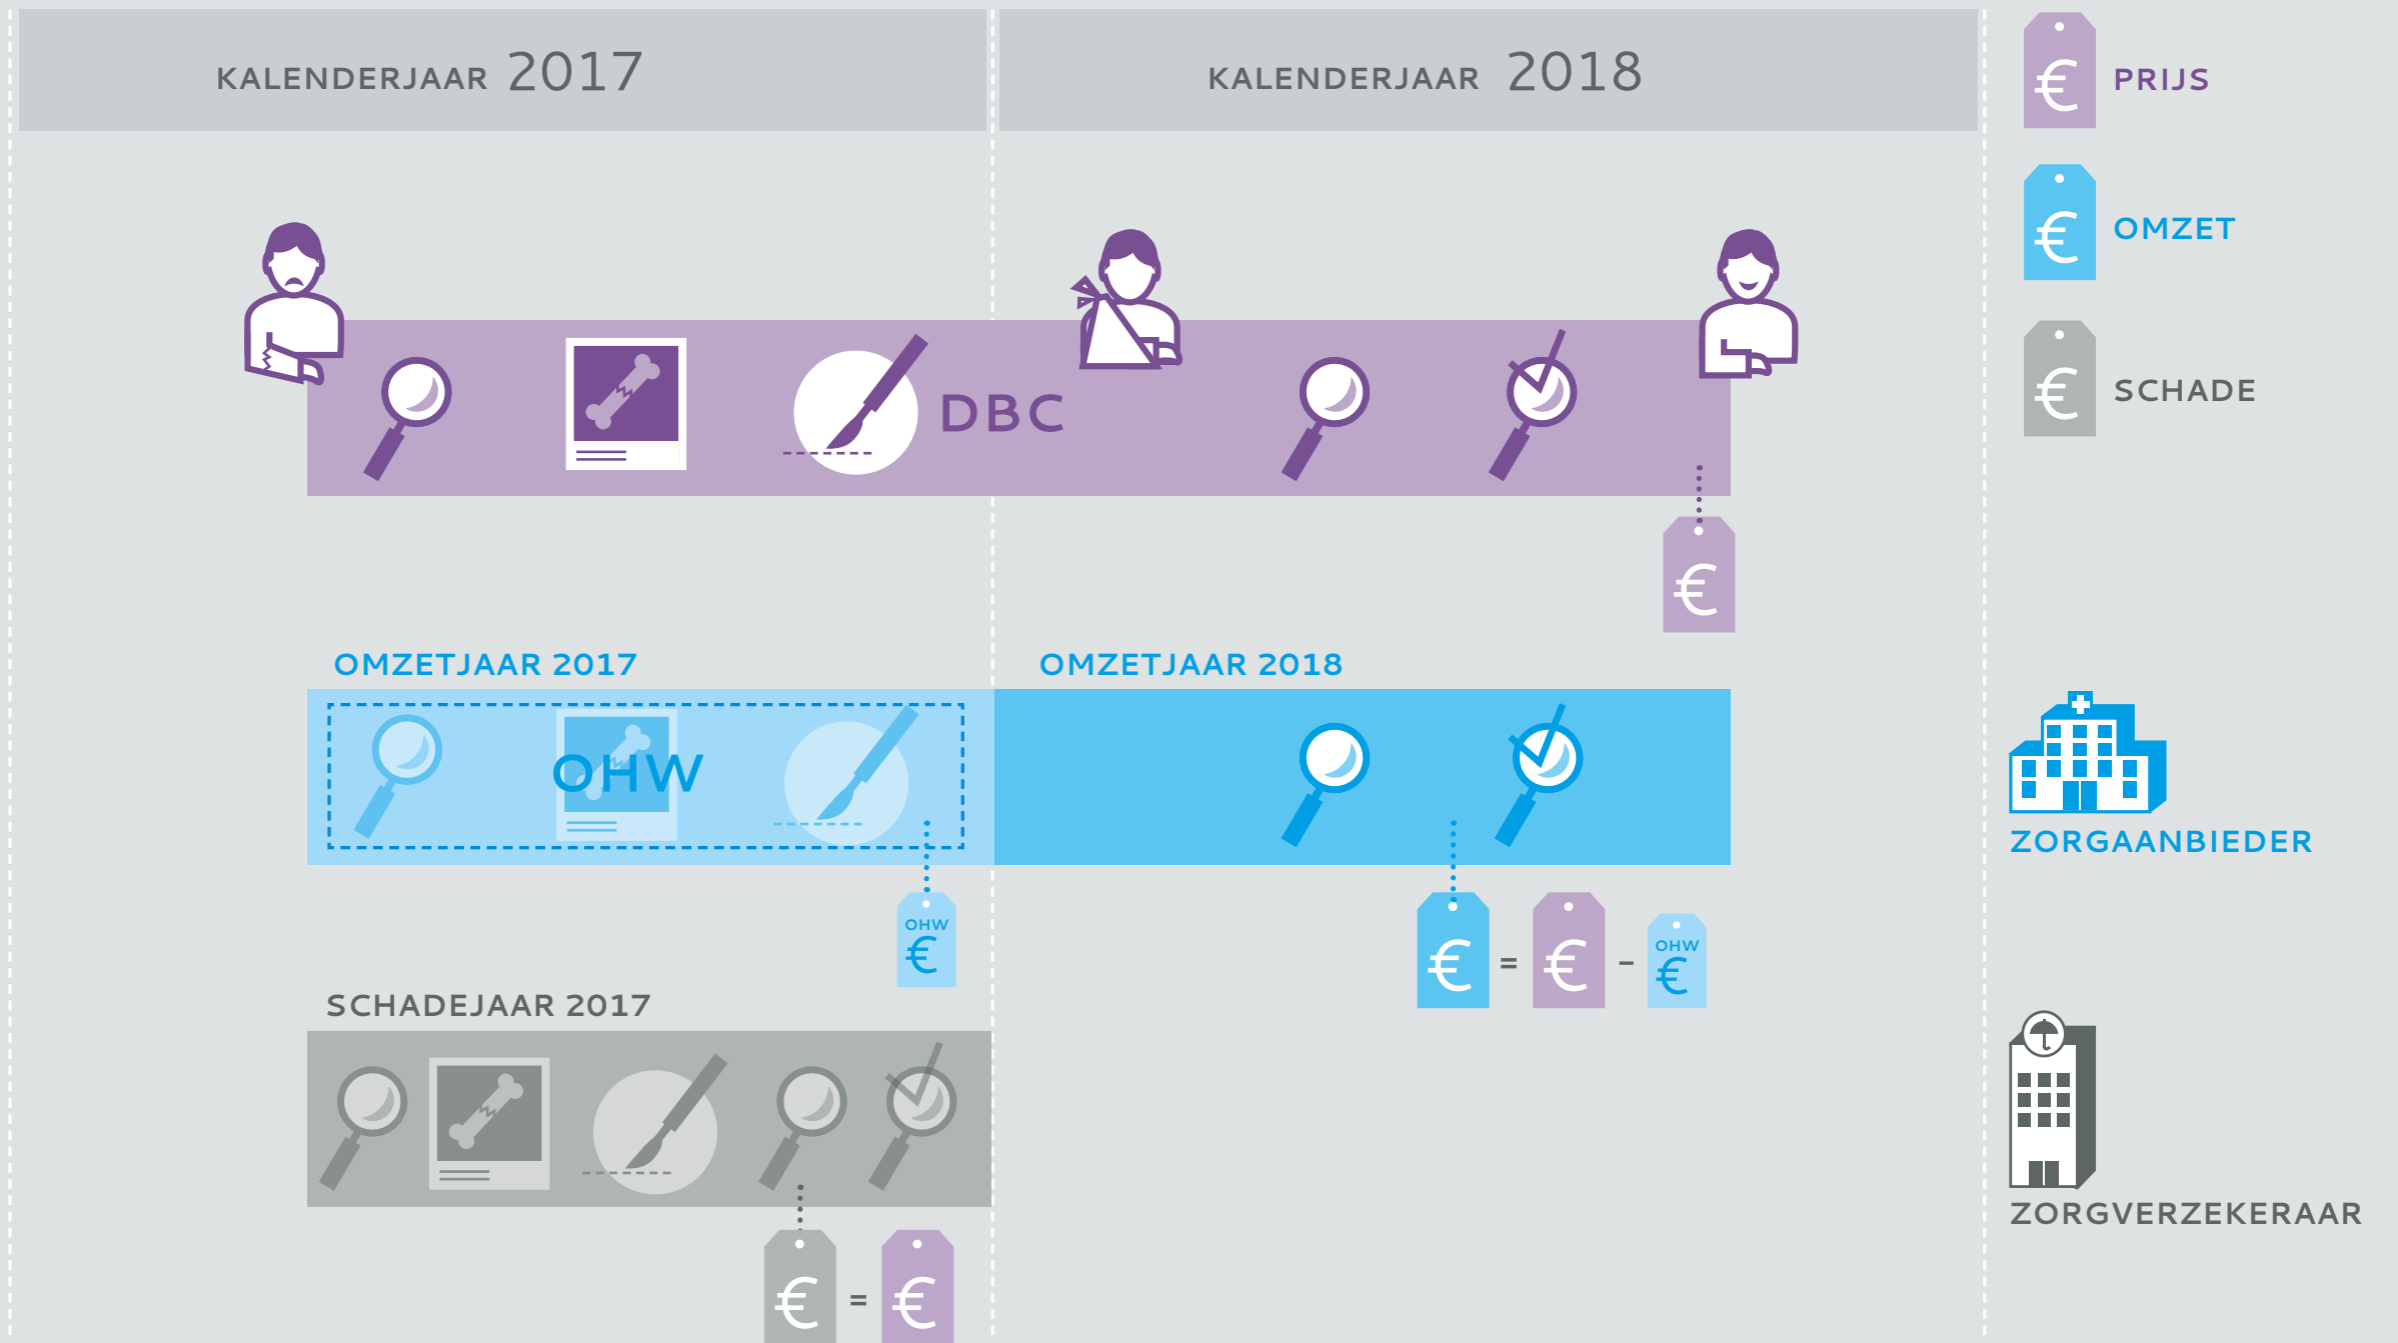 KALENDERJAAR 2017
KALENDERJAAR 2018
€ PRIJS
€ OMZET
€ SCHADE
DBC
€
OMZETJAAR 2017
OMZETJAAR 2018
OHW
OHW
€
€ = € - OHW €
ZORGAANBIEDER
SCHADEJAAR 2017
€ = €
ZORGVERZEKERAAR